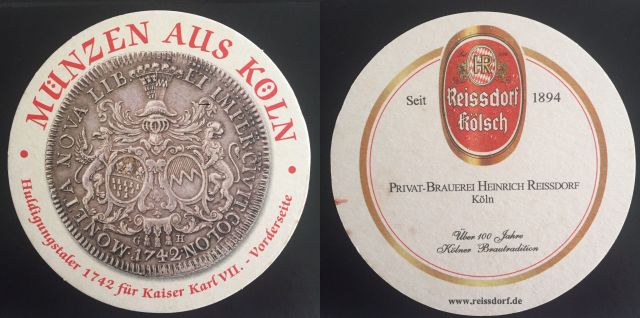 MÜNZEN AUS KÖLN
MONETA NOVA LIB ET IMPER CIVIT COLON
G H
1742
Huldigungstaler 1742 für Kaiser Karl VII. - Vorderseite
HR
Reissdorf
Kölsch
Seit 1894
PRIVAT-BRAUEREI HEINRICH REISSDORF
Köln
Über 100 Jahre
Kölner Brautradition
www.reissdorf.de